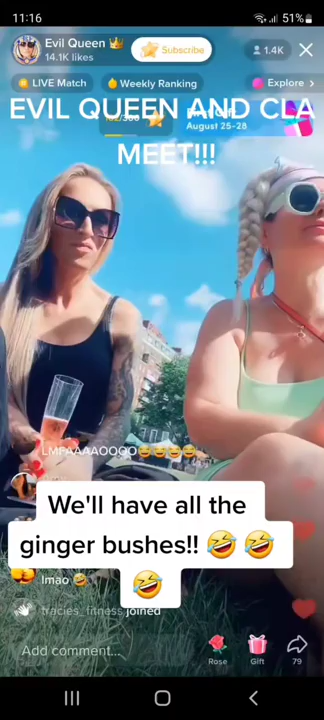 11:16
51%
Evil Queen 👑
14.1K likes
Subscribe
1.4K
LIVE Match
Weekly Ranking
Explore >
EVIL QUEEN AND CLA
August 25-28
MEET!!!
LMFAAAAOOOO😂😂😂😂
We'll have all the
ginger bushes!! 🤣 🤣
🤣
lmao 🤣
tracies_fitness joined
Add comment...
Rose
Gift
79